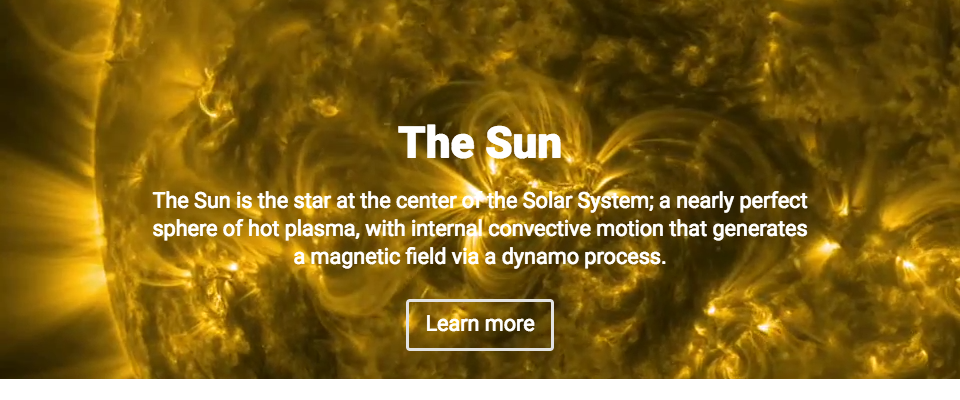 The Sun
The Sun is the star at the center of the Solar System; a nearly perfect
sphere of hot plasma, with internal convective motion that generates
a magnetic field via a dynamo process.
Learn more